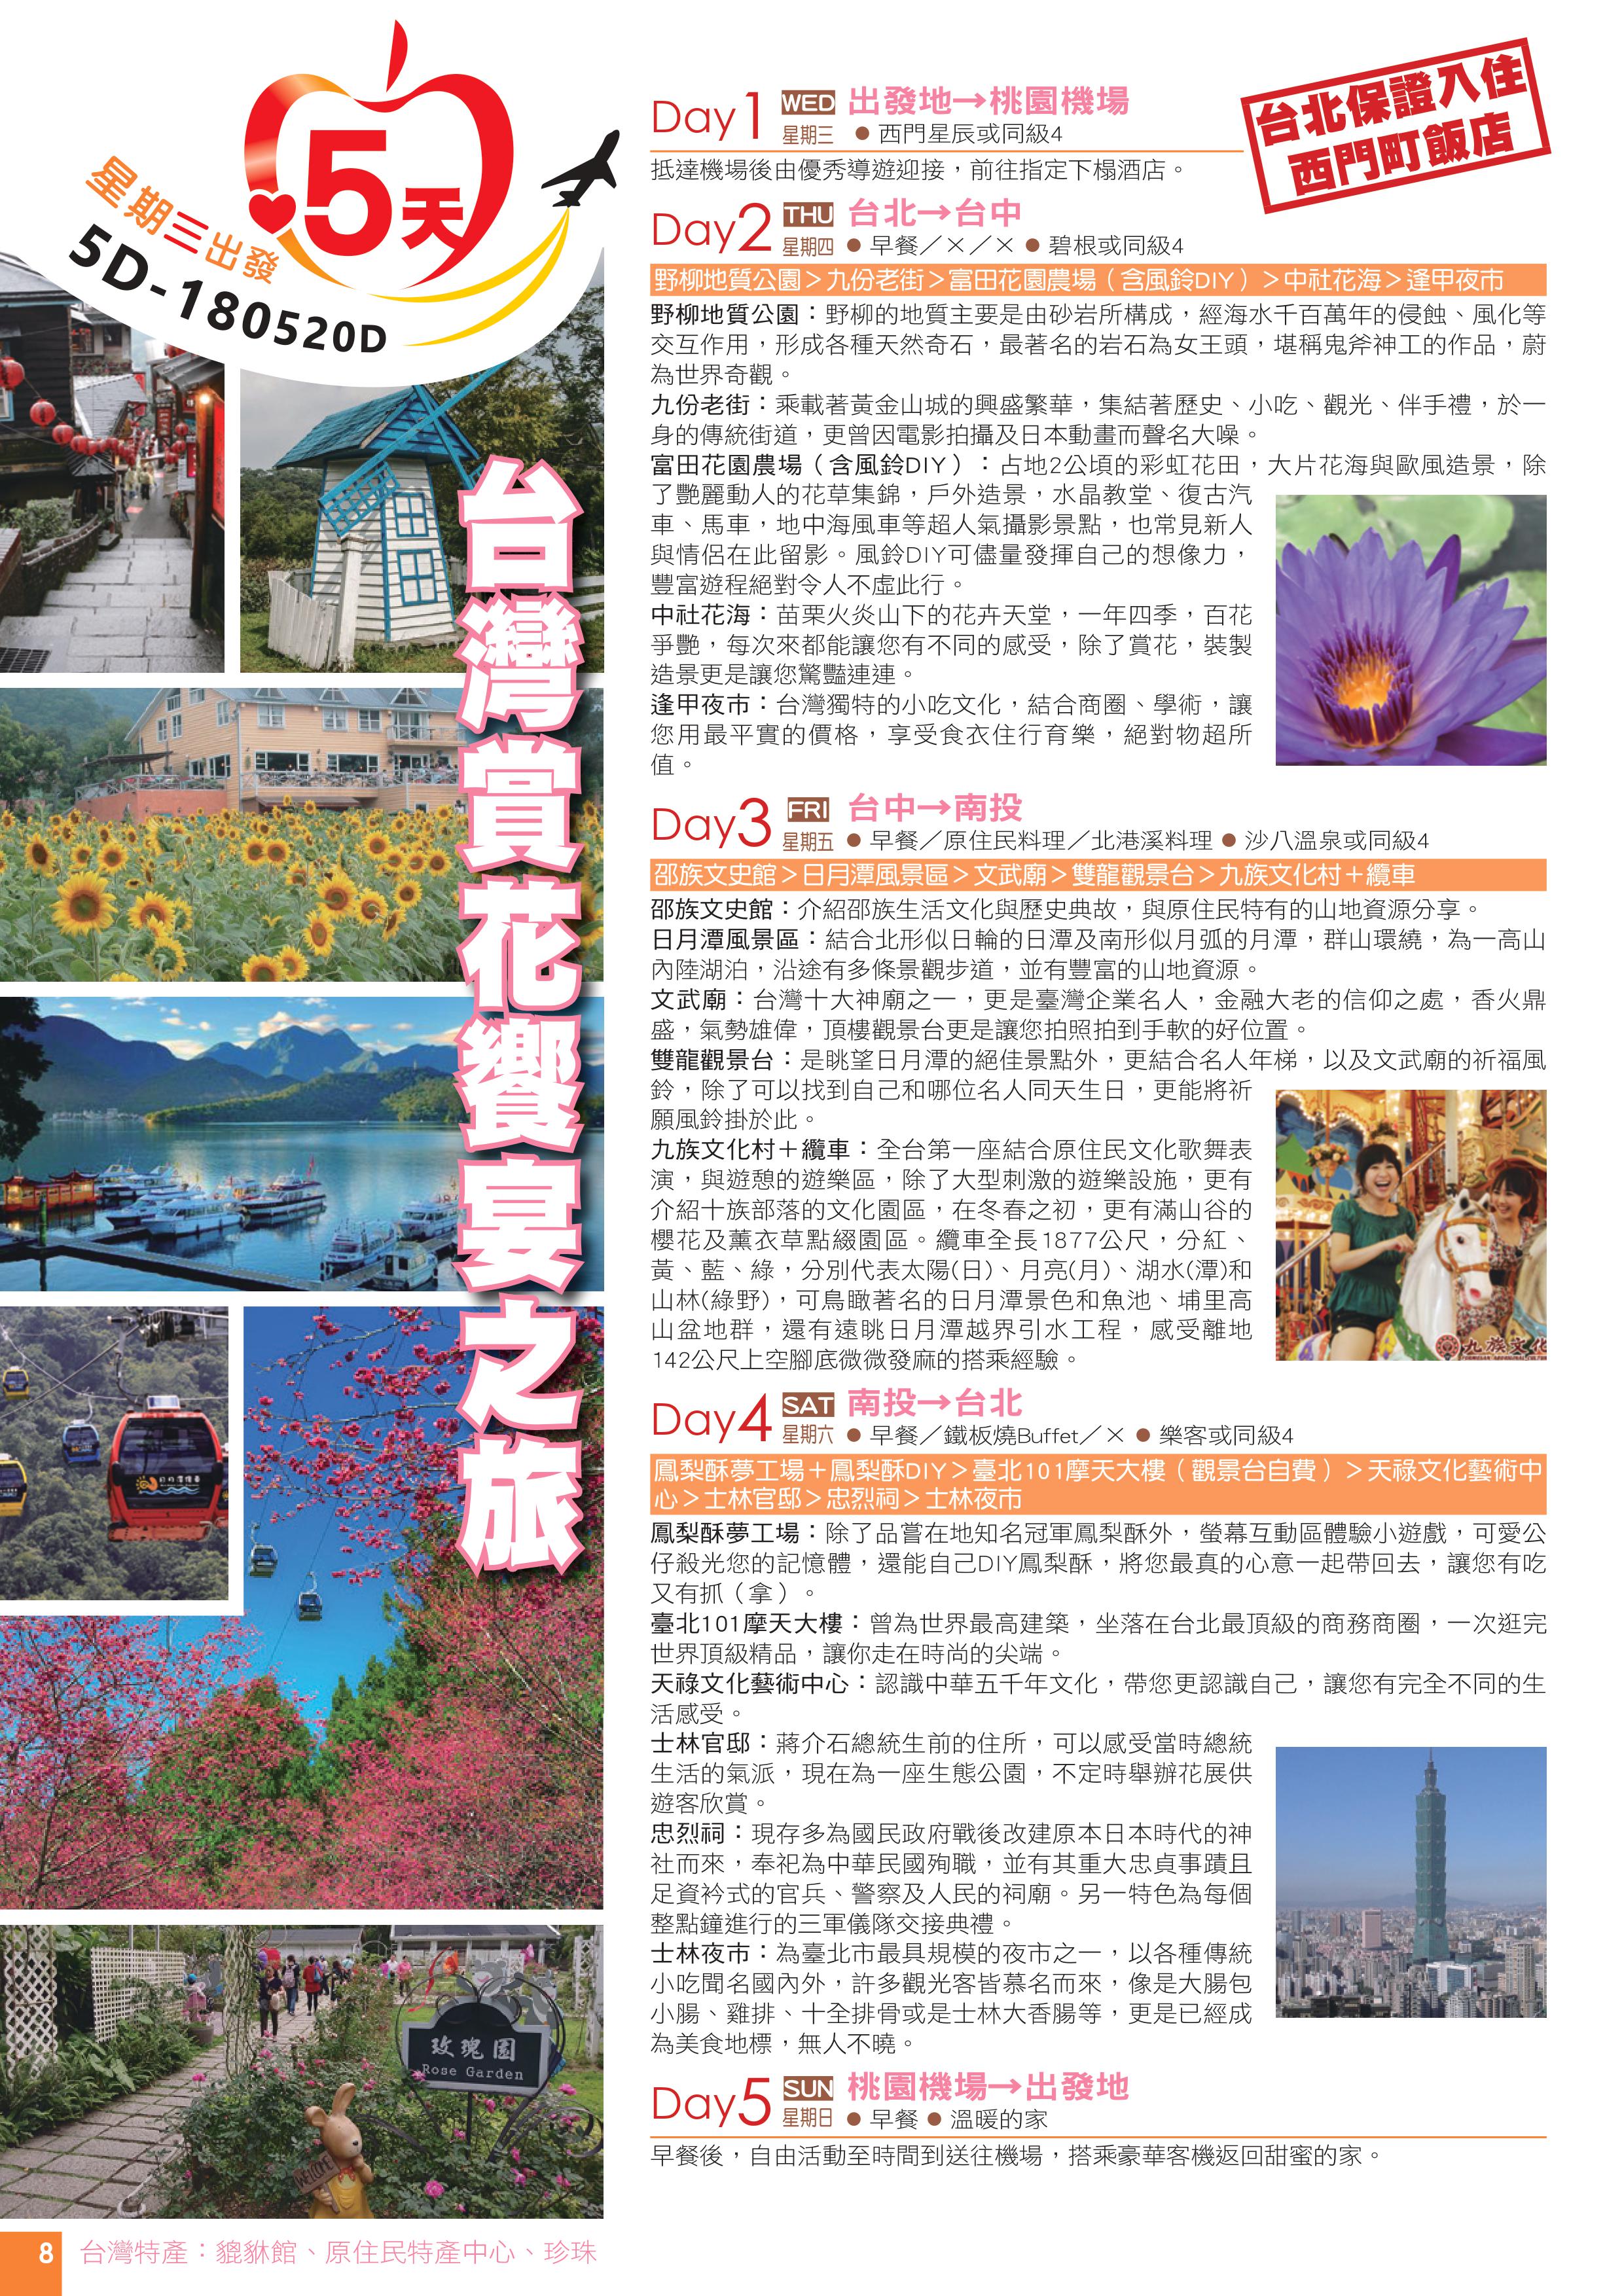 5天
星期三出發
5D-180520D
台灣賞花饗宴之旅
台北保證入住
西門町飯店
Day1 WED 星期三 出發地→桃園機場
● 西門星辰或同級4
抵達機場後由優秀導遊迎接，前往指定下榻酒店。
Day2 THU 星期四 台北→台中
● 早餐／×／× ● 碧根或同級4
野柳地質公園＞九份老街＞富田花園農場（含風鈴DIY）＞中社花海＞逢甲夜市
野柳地質公園：野柳的地質主要是由砂岩所構成，經海水千百萬年的侵蝕、風化等
交互作用，形成各種天然奇石，最著名的岩石為女王頭，堪稱鬼斧神工的作品，蔚
為世界奇觀。
九份老街：乘載著黃金山城的興盛繁華，集結著歷史、小吃、觀光、伴手禮，於一
身的傳統街道，更曾因電影拍攝及日本動畫而聲名大噪。
富田花園農場（含風鈴DIY）：占地2公頃的彩虹花田，大片花海與歐風造景，除
了艷麗動人的花草集錦，戶外造景，水晶教堂、復古汽
車、馬車，地中海風車等超人氣攝影景點，也常見新人
與情侶在此留影。風鈴DIY可儘量發揮自己的想像力，
豐富遊程絕對令人不虛此行。
中社花海：苗栗火炎山下的花卉天堂，一年四季，百花
爭艷，每次來都能讓您有不同的感受，除了賞花，裝製
造景更是讓您驚豔連連。
逢甲夜市：台灣獨特的小吃文化，結合商圈、學術，讓
您用最平實的價格，享受食衣住行育樂，絕對物超所
值。
Day3 FRI 星期五 台中→南投
● 早餐／原住民料理／北港溪料理 ● 沙八溫泉或同級4
邵族文史館＞日月潭風景區＞文武廟＞雙龍觀景台＞九族文化村＋纜車
邵族文史館：介紹邵族生活文化與歷史典故，與原住民特有的山地資源分享。
日月潭風景區：結合北形似日輪的日潭及南形似月弧的月潭，群山環繞，為一高山
內陸湖泊，沿途有多條景觀步道，並有豐富的山地資源。
文武廟：台灣十大神廟之一，更是臺灣企業名人，金融大老的信仰之處，香火鼎
盛，氣勢雄偉，頂樓觀景台更是讓您拍照拍到手軟的好位置。
雙龍觀景台：是眺望日月潭的絕佳景點外，更結合名人年梯，以及文武廟的祈福風
鈴，除了可以找到自己和哪位名人同天生日，更能將祈
願風鈴掛於此。
九族文化村＋纜車：全台第一座結合原住民文化歌舞表
演，與遊憩的遊樂區，除了大型刺激的遊樂設施，更有
介紹十族部落的文化園區，在冬春之初，更有滿山谷的
櫻花及薰衣草點綴園區。纜車全長1877公尺，分紅、
黃、藍、綠，分別代表太陽(日)、月亮(月)、湖水(潭)和
山林(綠野)，可鳥瞰著名的日月潭景色和魚池、埔里高
山盆地群，還有遠眺日月潭越界引水工程，感受離地
142公尺上空腳底微微發麻的搭乘經驗。
九族文化
Day4 SAT 星期六 南投→台北
● 早餐／鐵板燒Buffet／× ● 樂客或同級4
鳳梨酥夢工場＋鳳梨酥DIY＞臺北101摩天大樓（觀景台自費）＞天祿文化藝術中
心＞士林官邸＞忠烈祠＞士林夜市
鳳梨酥夢工場：除了品嘗在地知名冠軍鳳梨酥外，螢幕互動區體驗小遊戲，可愛公
仔殺光您的記憶體，還能自己DIY鳳梨酥，將您最真的心意一起帶回去，讓您有吃
又有抓（拿）。
臺北101摩天大樓：曾為世界最高建築，坐落在台北最頂級的商務商圈，一次逛完
世界頂級精品，讓你走在時尚的尖端。
天祿文化藝術中心：認識中華五千年文化，帶您更認識自己，讓您有完全不同的生
活感受。
士林官邸：蔣介石總統生前的住所，可以感受當時總統
生活的氣派，現在為一座生態公園，不定時舉辦花展供
遊客欣賞。
忠烈祠：現存多為國民政府戰後改建原本日本時代的神
社而來，奉祀為中華民國殉職，並有其重大忠貞事蹟且
足資衿式的官兵、警察及人民的祠廟。另一特色為每個
整點鐘進行的三軍儀隊交接典禮。
士林夜市：為臺北市最具規模的夜市之一，以各種傳統
小吃聞名國內外，許多觀光客皆慕名而來，像是大腸包
小腸、雞排、十全排骨或是士林大香腸等，更是已經成
為美食地標，無人不曉。
Day5 SUN 星期日 桃園機場→出發地
● 早餐 ● 溫暖的家
早餐後，自由活動至時間到送往機場，搭乘豪華客機返回甜蜜的家。
玫瑰園
Rose Garden
WELCOME
8 台灣特產：貔貅館、原住民特產中心、珍珠